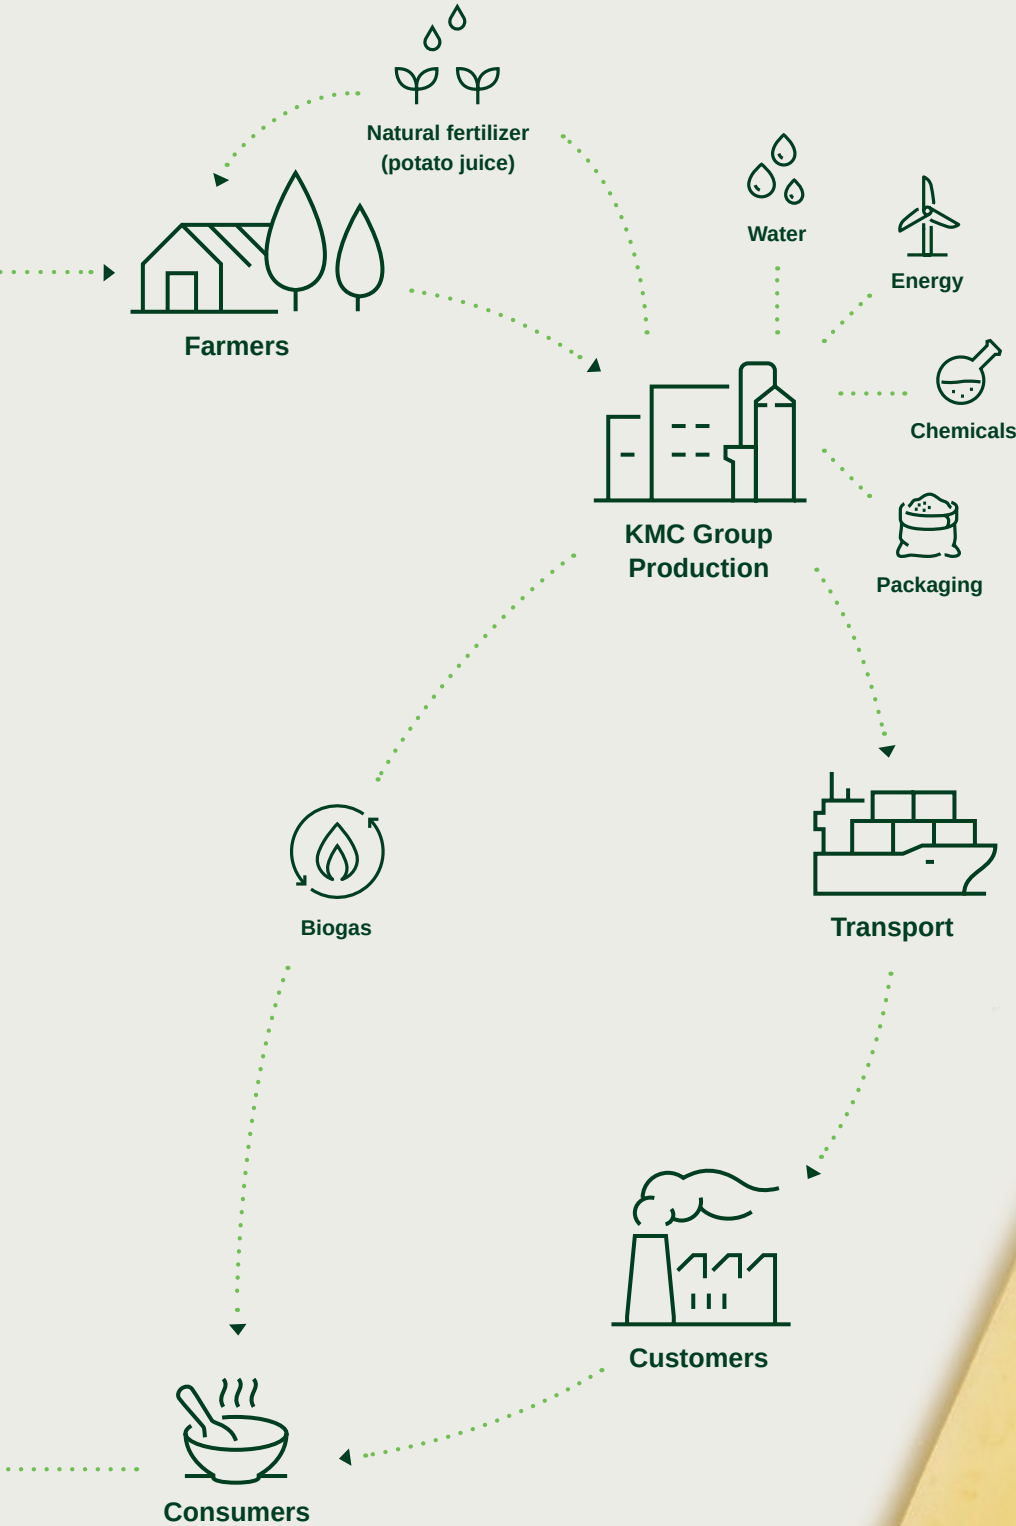 Natural fertilizer
(potato juice)
Water
Energy
Farmers
Chemicals
KMC Group
Production
Packaging
Biogas
Transport
Customers
Consumers